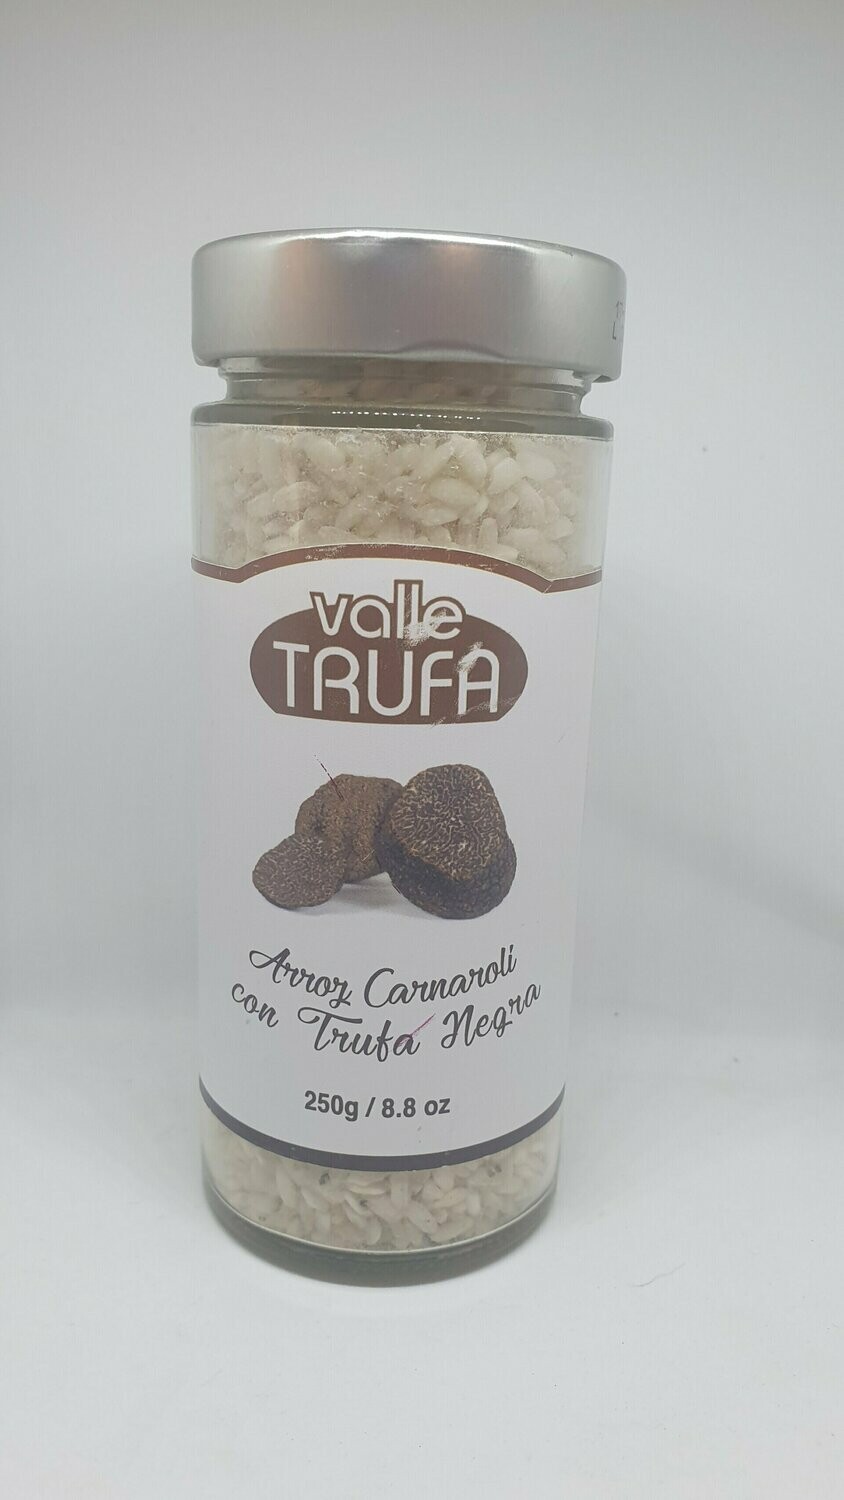 valle
TRUFA
Arroz Carnaroli
con Trufa Negra
250g / 8.8 oz